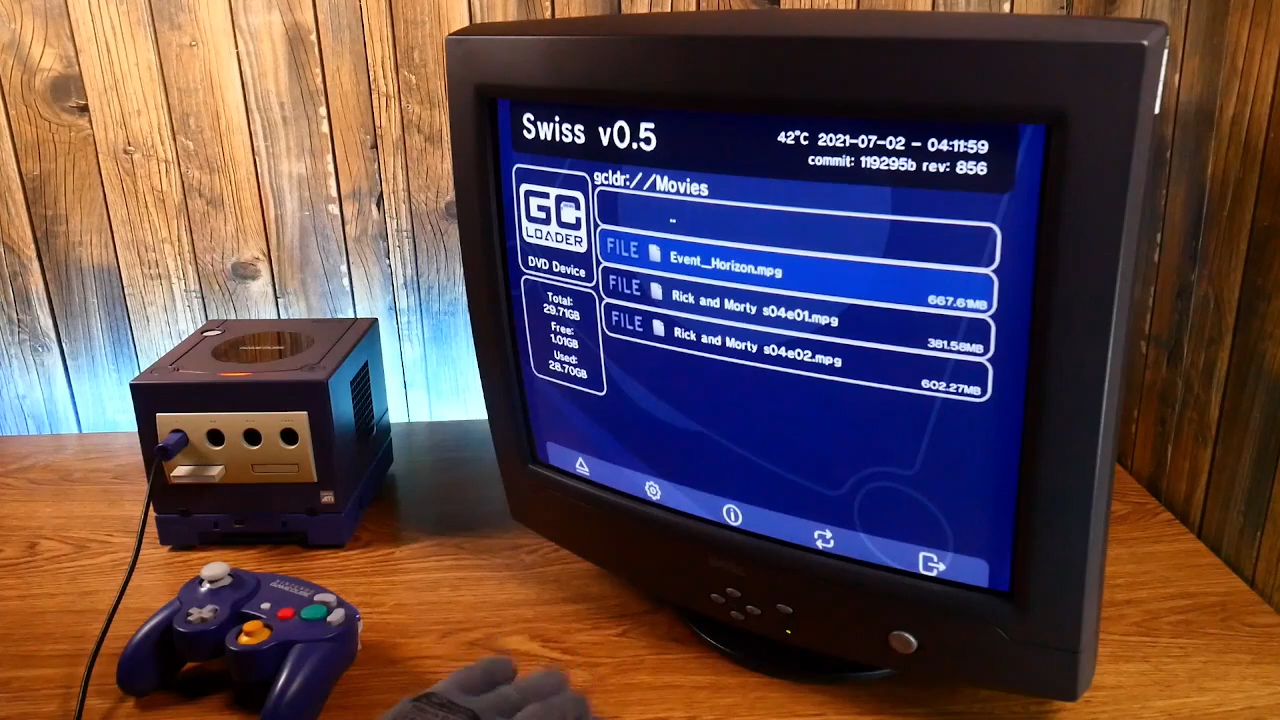 Swiss v0.5
42°C 2021-07-02 - 04:11:59
commit: 119295b rev: 856
gcldr://Movies
GC
LOADER
DVD Device
..
FILE Event_Horizon.mpg
667.61MB
FILE Rick and Morty s04e01.mpg
381.58MB
FILE Rick and Morty s04e02.mpg
602.27MB
Total:
29.71GB
Free:
1.01GB
Used:
28.70GB
ATI